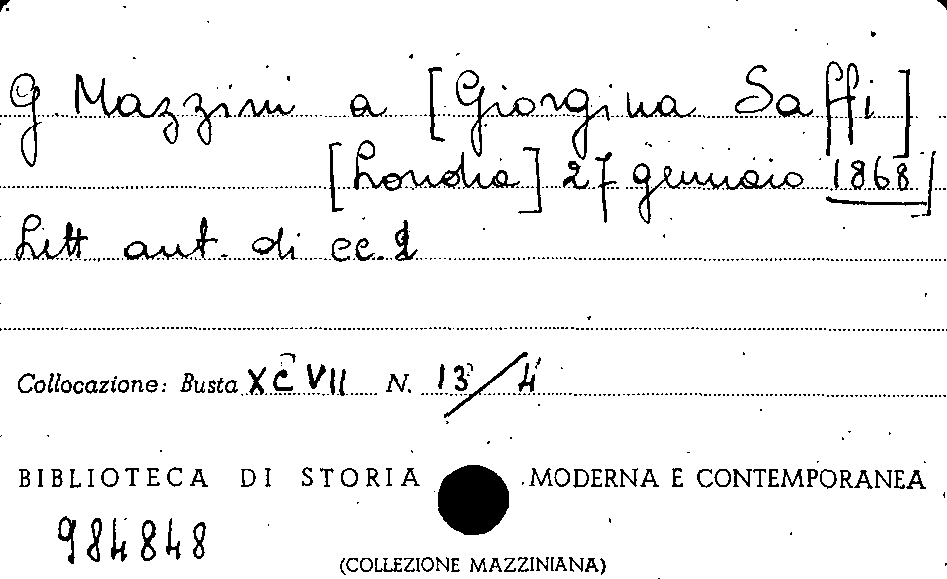 G. Mazzini a [Giorgina Saffi]
[Londra] 27 gennaio 1868]
Lett. aut. di cc. 2
Collocazione: Busta XCVII N. 13/4
BIBLIOTECA DI STORIA MODERNA E CONTEMPORANEA
984848
(COLLEZIONE MAZZINIANA)